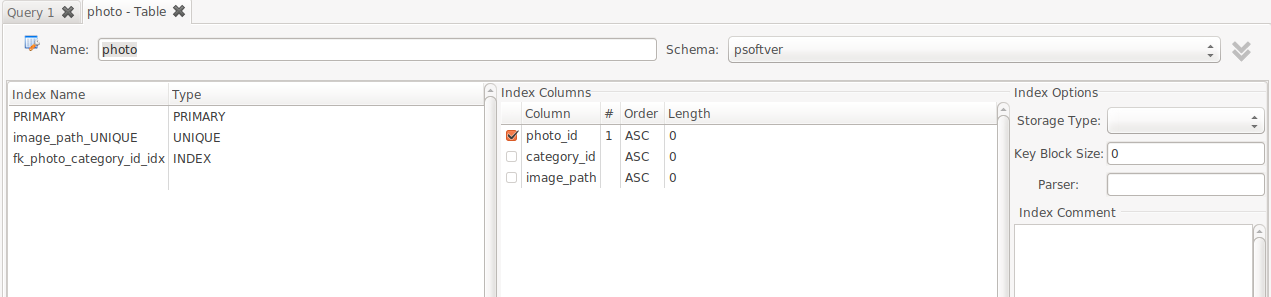 Query 1 photo - Table
Name: photo Schema: psoftver
Index Name Type
PRIMARY PRIMARY
image_path_UNIQUE UNIQUE
fk_photo_category_id_idx INDEX
Index Columns
Column # Order Length
photo_id 1 ASC 0
category_id ASC 0
image_path ASC 0
Index Options
Storage Type:
Key Block Size: 0
Parser:
Index Comment